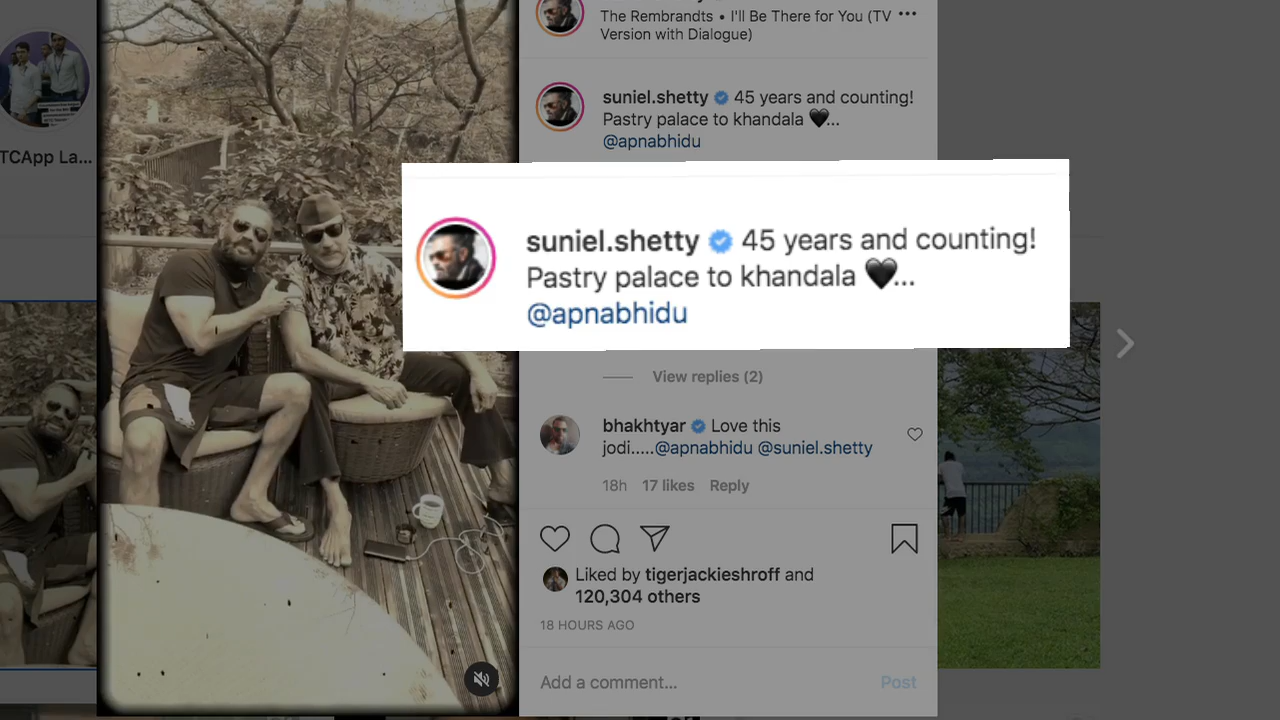 The Rembrandts • I'll Be There for You (TV •••
Version with Dialogue)
suniel.shetty 45 years and counting!
Pastry palace to khandala 🖤...
@apnabhidu
TCApp La...
suniel.shetty 45 years and counting!
Pastry palace to khandala 🖤...
@apnabhidu
View replies (2)
bhakhtyar Love this
jodi.....@apnabhidu @suniel.shetty
18h 17 likes Reply
Liked by tigerjackieshroff and
120,304 others
18 HOURS AGO
Add a comment... Post